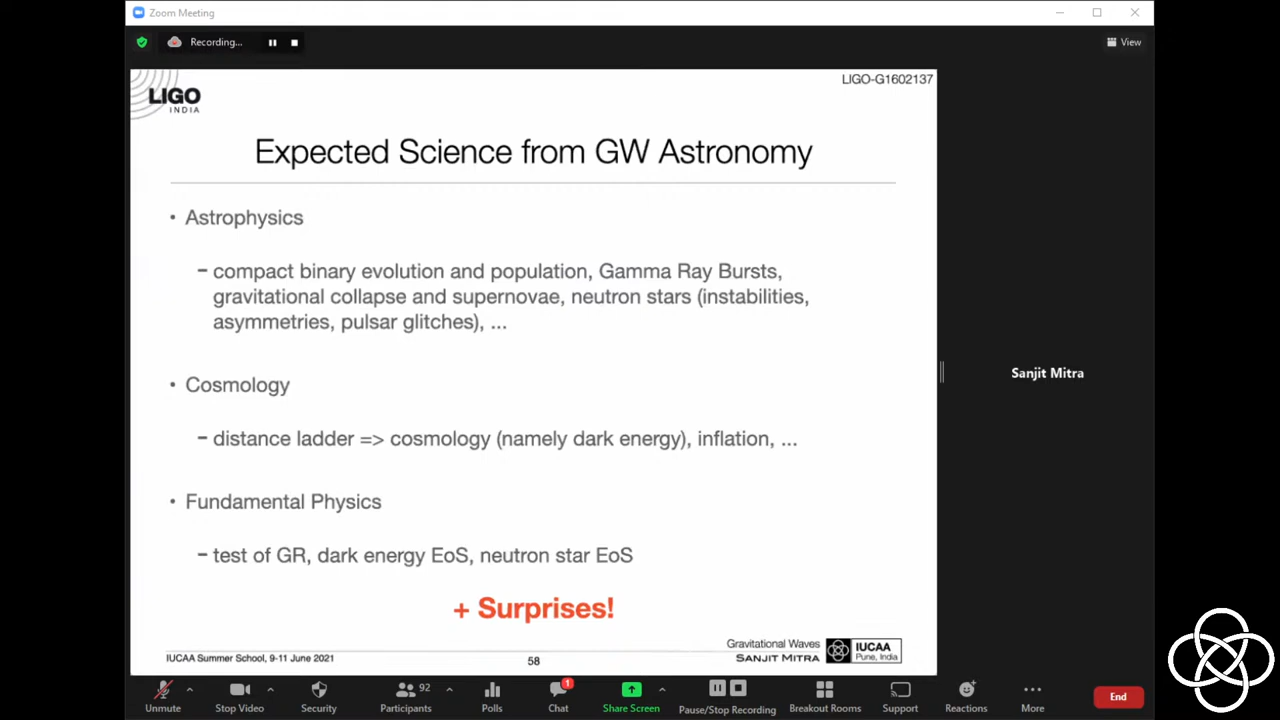 Zoom Meeting
Recording...
View
LIGO-G1602137
LIGO
INDIA
Expected Science from GW Astronomy
• Astrophysics
– compact binary evolution and population, Gamma Ray Bursts,
gravitational collapse and supernovae, neutron stars (instabilities,
asymmetries, pulsar glitches), ...
• Cosmology
– distance ladder => cosmology (namely dark energy), inflation, ...
• Fundamental Physics
– test of GR, dark energy EoS, neutron star EoS
+ Surprises!
Sanjit Mitra
IUCAA Summer School, 9-11 June 2021
58
Gravitational Waves
SANJIT MITRA
IUCAA
Pune, India
Unmute
Stop Video
Security
92
Participants
Polls
1
Chat
Share Screen
Pause/Stop Recording
Breakout Rooms
Support
Reactions
More
End